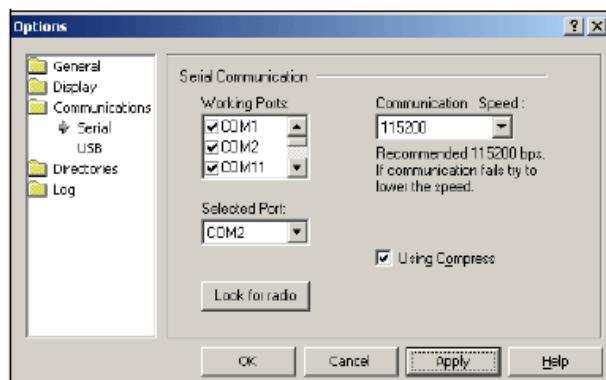 Options
General
Display
Communications
Serial
USB
Directories
Log
Serial Communication
Working Ports:
COM1
COM2
COM11
Selected Port:
COM2
Look for radio
Communication Speed :
115200
Recommended 115200 bps.
If communication fails try to
lower the speed.
Using Compress
OK
Cancel
Apply
Help